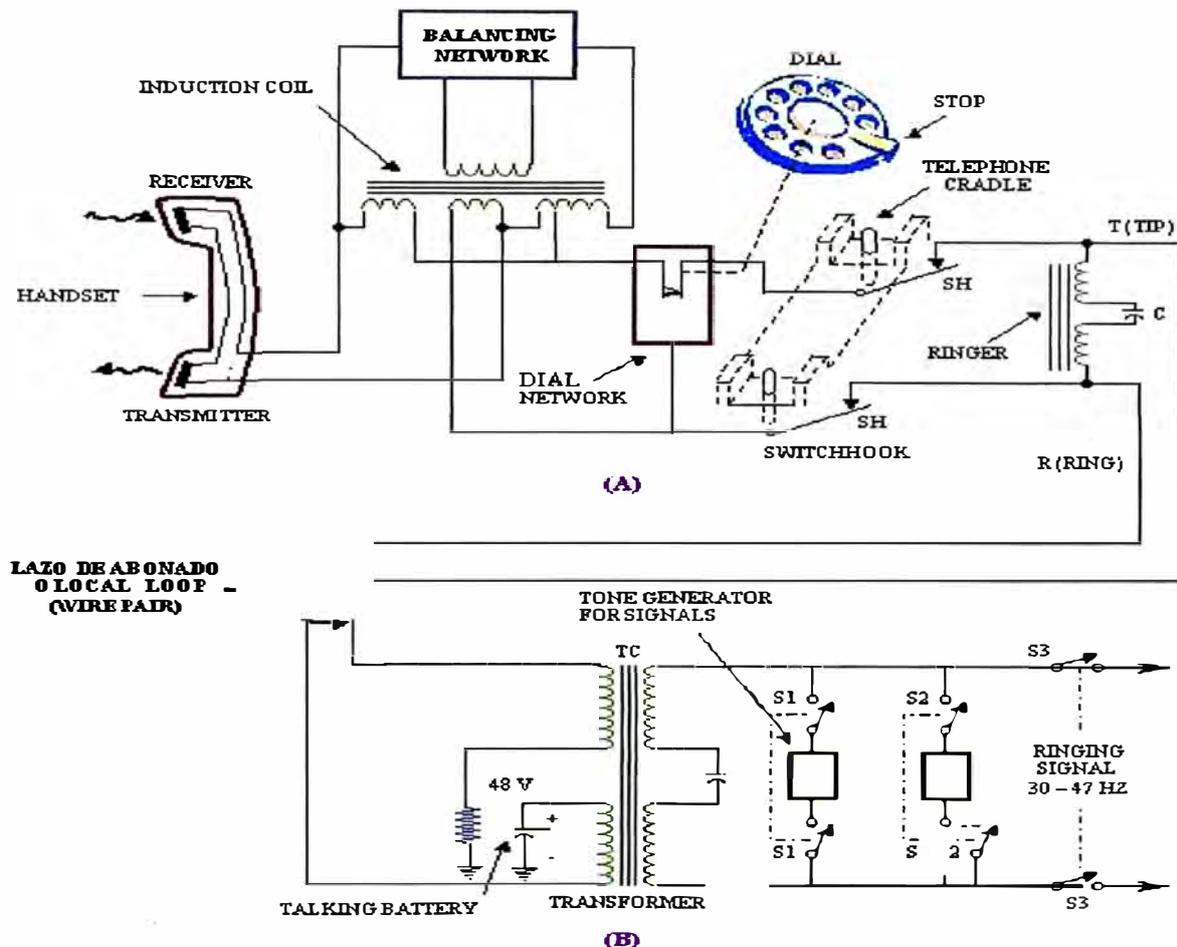 BALANCING
NETWORK
INDUCTION COIL
DIAL
STOP
TELEPHONE
CRADLE
RECEIVER
T (TIP)
HANDSET
SH
C
RINGER
DIAL
NETWORK
TRANSMITTER
SH
SWITCHHOOK
R (RING)
(A)
LAZO DE ABONADO
O LOCAL LOOP –
(WIRE PAIR)
TONE GENERATOR
FOR SIGNALS
TC
S3
S1
S2
RINGING
SIGNAL
30 – 47 HZ
48 V
+
-
S1
S 2
TALKING BATTERY
TRANSFORMER
S3
(B)